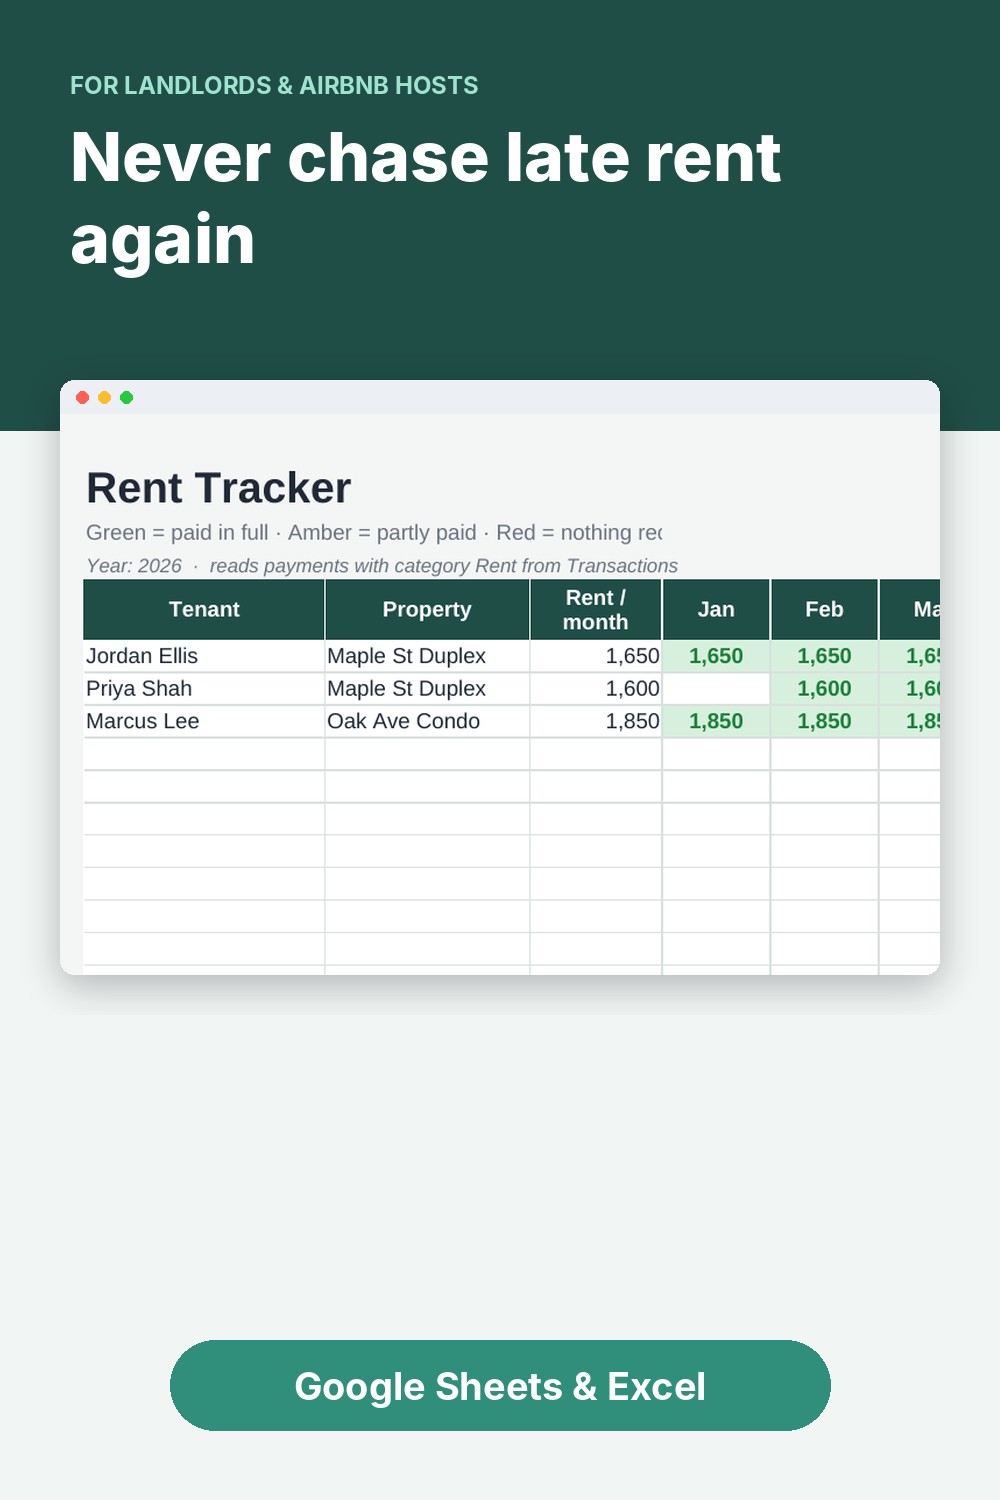 FOR LANDLORDS & AIRBNB HOSTS
Never chase late rent
again
Rent Tracker
Green = paid in full · Amber = partly paid · Red = nothing
Year: 2026 · reads payments with category Rent from Transactions
Tenant Property Rent / month Jan Feb
Jordan Ellis Maple St Duplex 1,650 1,650 1,650
Priya Shah Maple St Duplex 1,600 1,600
Marcus Lee Oak Ave Condo 1,850 1,850 1,850
Google Sheets & Excel